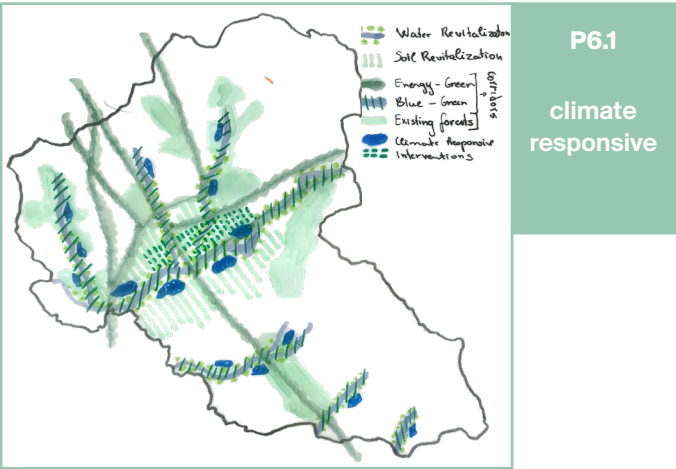 Water Revitalization
Soil Revitalization
Energy-Green
Blue-Green
corridors
Existing forests
Climate Responsive
Interventions
P6.1
climate
responsive